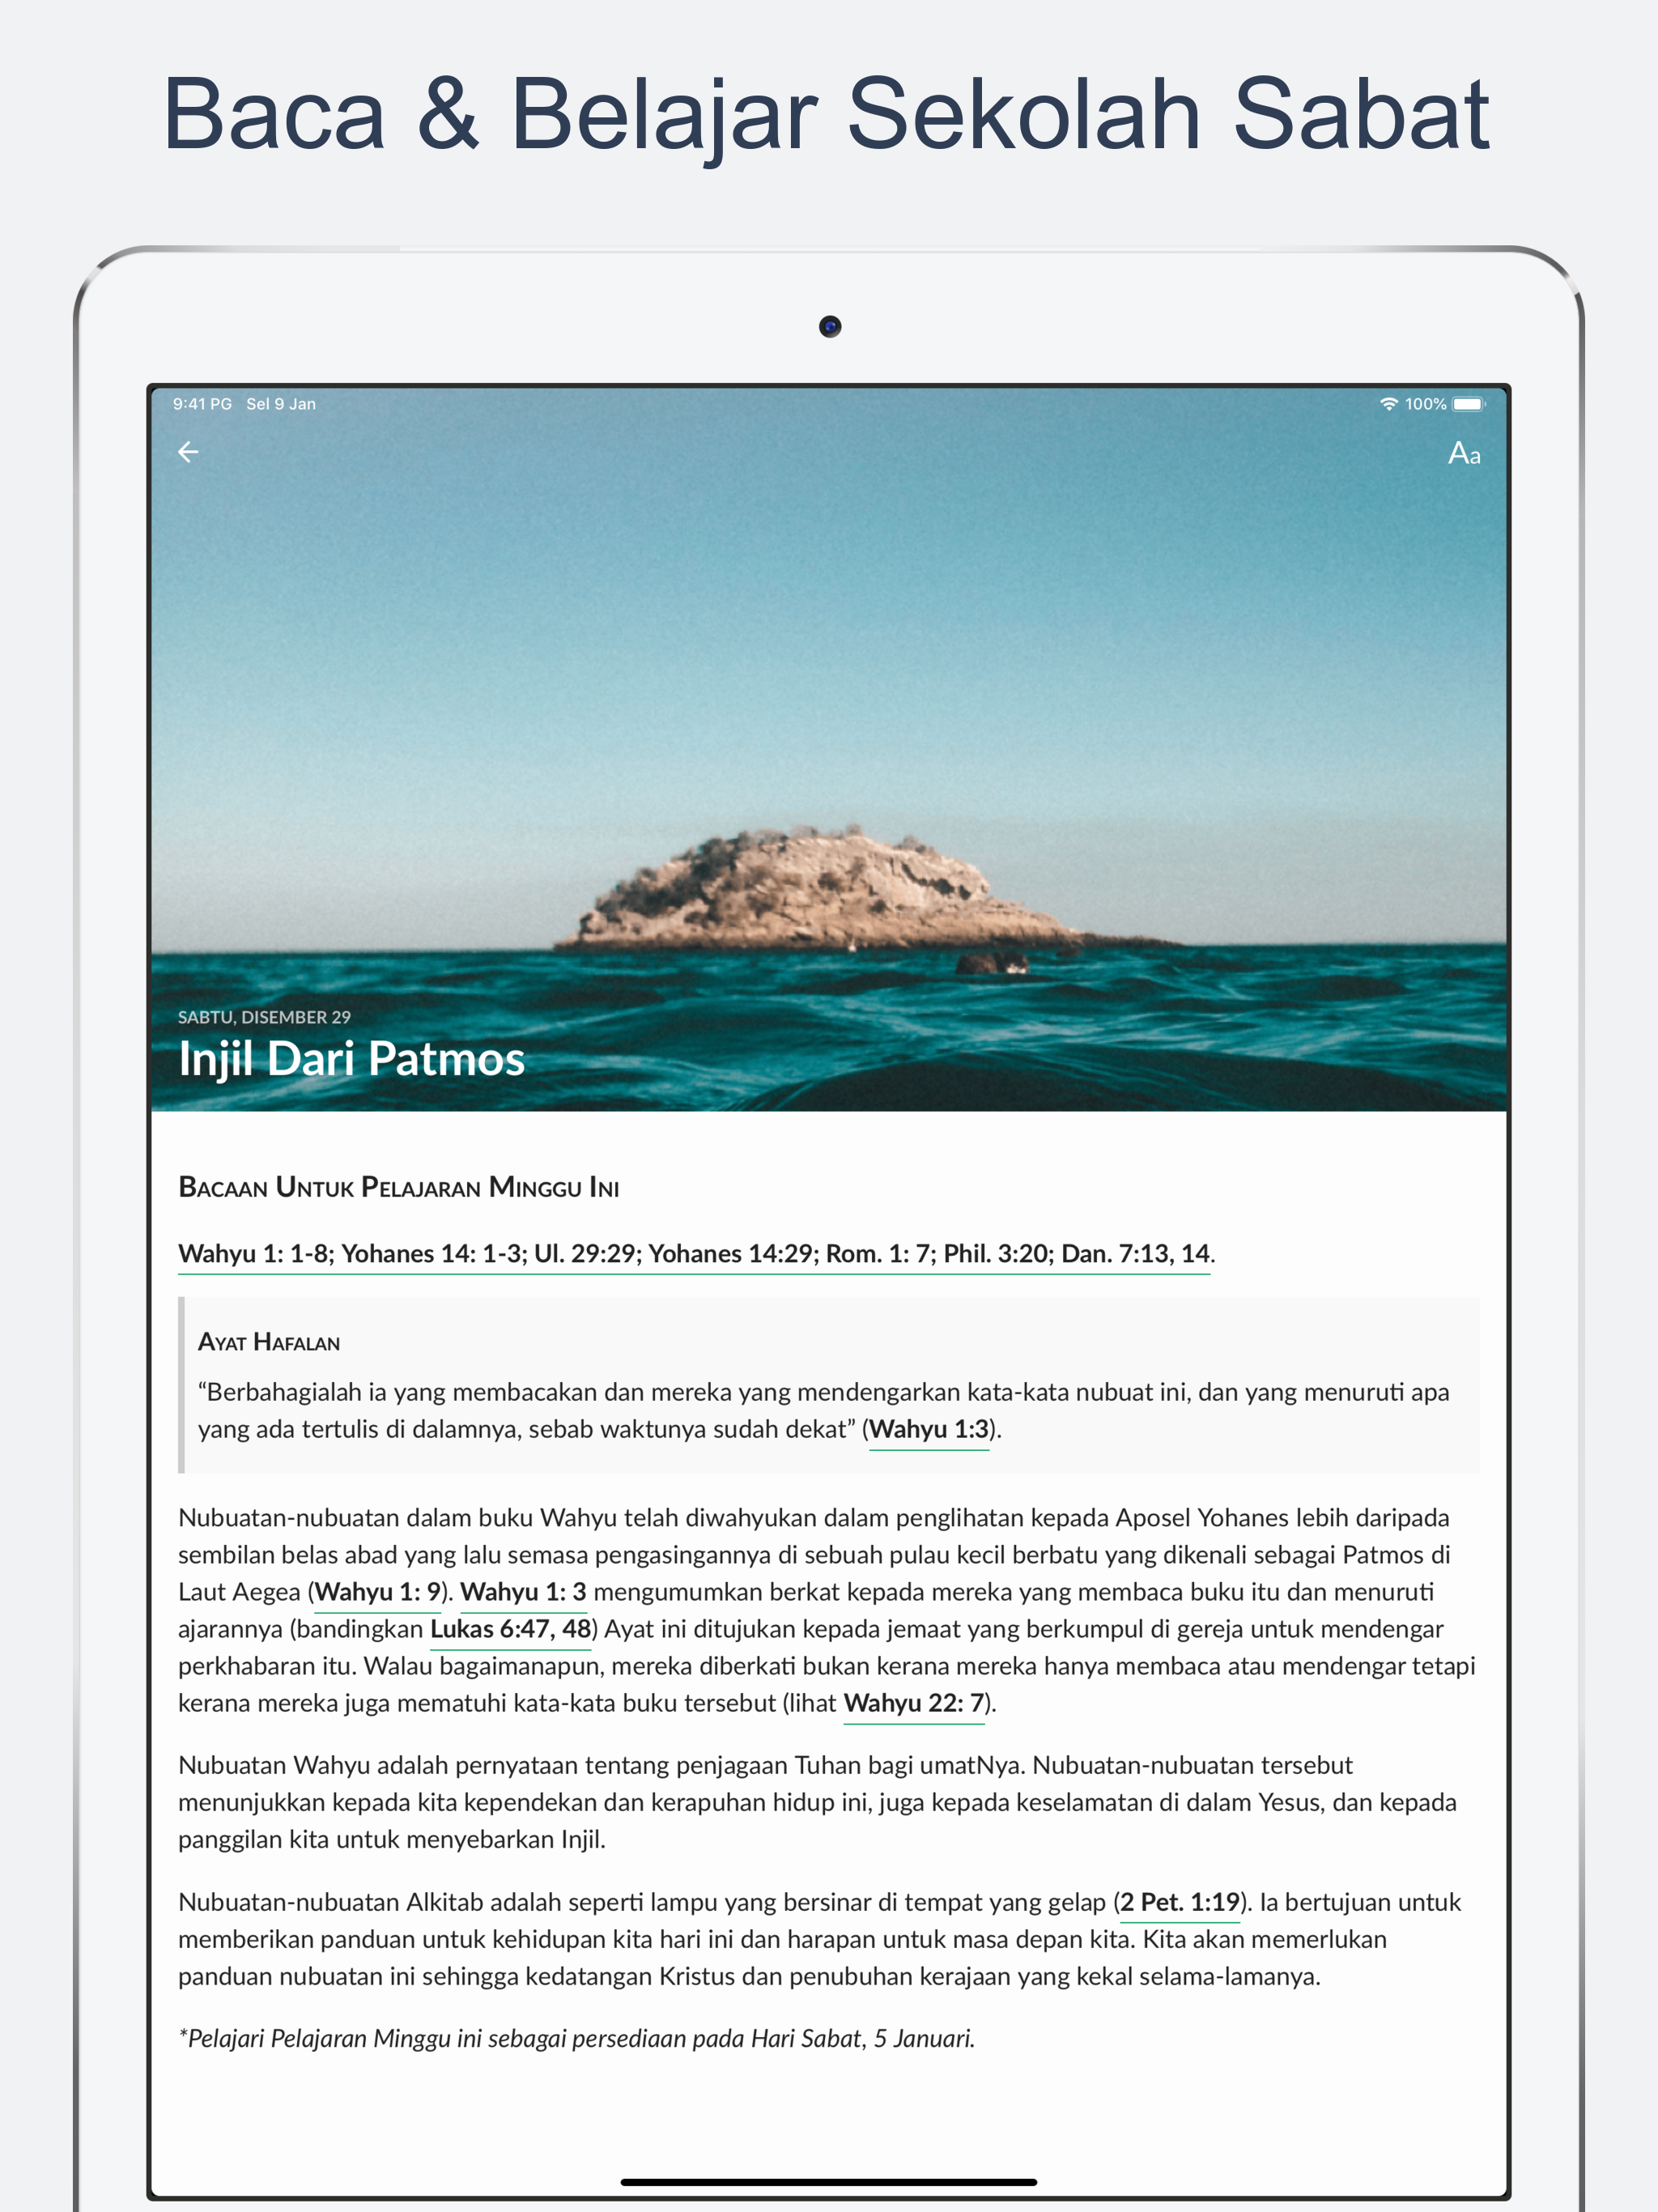 Baca & Belajar Sekolah Sabat
9:41 PG Sel 9 Jan
100%
Aa
SABTU, DISEMBER 29
Injil Dari Patmos
Bacaan Untuk Pelajaran Minggu Ini
Wahyu 1: 1-8; Yohanes 14: 1-3; Ul. 29:29; Yohanes 14:29; Rom. 1: 7; Phil. 3:20; Dan. 7:13, 14.
Ayat Hafalan
“Berbahagialah ia yang membacakan dan mereka yang mendengarkan kata-kata nubuat ini, dan yang menuruti apa
yang ada tertulis di dalamnya, sebab waktunya sudah dekat” (Wahyu 1:3).
Nubuatan-nubuatan dalam buku Wahyu telah diwahyukan dalam penglihatan kepada Aposel Yohanes lebih daripada
sembilan belas abad yang lalu semasa pengasingannya di sebuah pulau kecil berbatu yang dikenali sebagai Patmos di
Laut Aegea (Wahyu 1: 9). Wahyu 1: 3 mengumumkan berkat kepada mereka yang membaca buku itu dan menuruti
ajarannya (bandingkan Lukas 6:47, 48) Ayat ini ditujukan kepada jemaat yang berkumpul di gereja untuk mendengar
perkhabaran itu. Walau bagaimanapun, mereka diberkati bukan kerana mereka hanya membaca atau mendengar tetapi
kerana mereka juga mematuhi kata-kata buku tersebut (lihat Wahyu 22: 7).
Nubuatan Wahyu adalah pernyataan tentang penjagaan Tuhan bagi umatNya. Nubuatan-nubuatan tersebut
menunjukkan kepada kita kependekan dan kerapuhan hidup ini, juga kepada keselamatan di dalam Yesus, dan kepada
panggilan kita untuk menyebarkan Injil.
Nubuatan-nubuatan Alkitab adalah seperti lampu yang bersinar di tempat yang gelap (2 Pet. 1:19). Ia bertujuan untuk
memberikan panduan untuk kehidupan kita hari ini dan harapan untuk masa depan kita. Kita akan memerlukan
panduan nubuatan ini sehingga kedatangan Kristus dan penubuhan kerajaan yang kekal selama-lamanya.
*Pelajari Pelajaran Minggu ini sebagai persediaan pada Hari Sabat, 5 Januari.